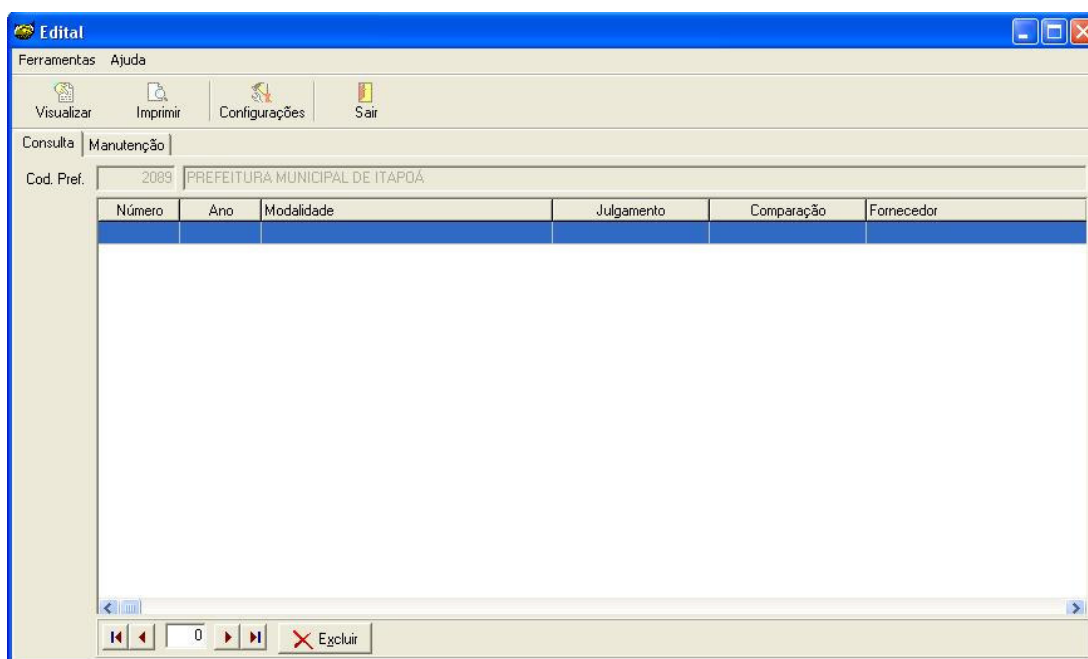 Edital
Ferramentas Ajuda
Visualizar Imprimir Configurações Sair
Consulta Manutenção
Cod. Pref. 2089 PREFEITURA MUNICIPAL DE ITAPOÁ
Número Ano Modalidade Julgamento Comparação Fornecedor
0 Excluir